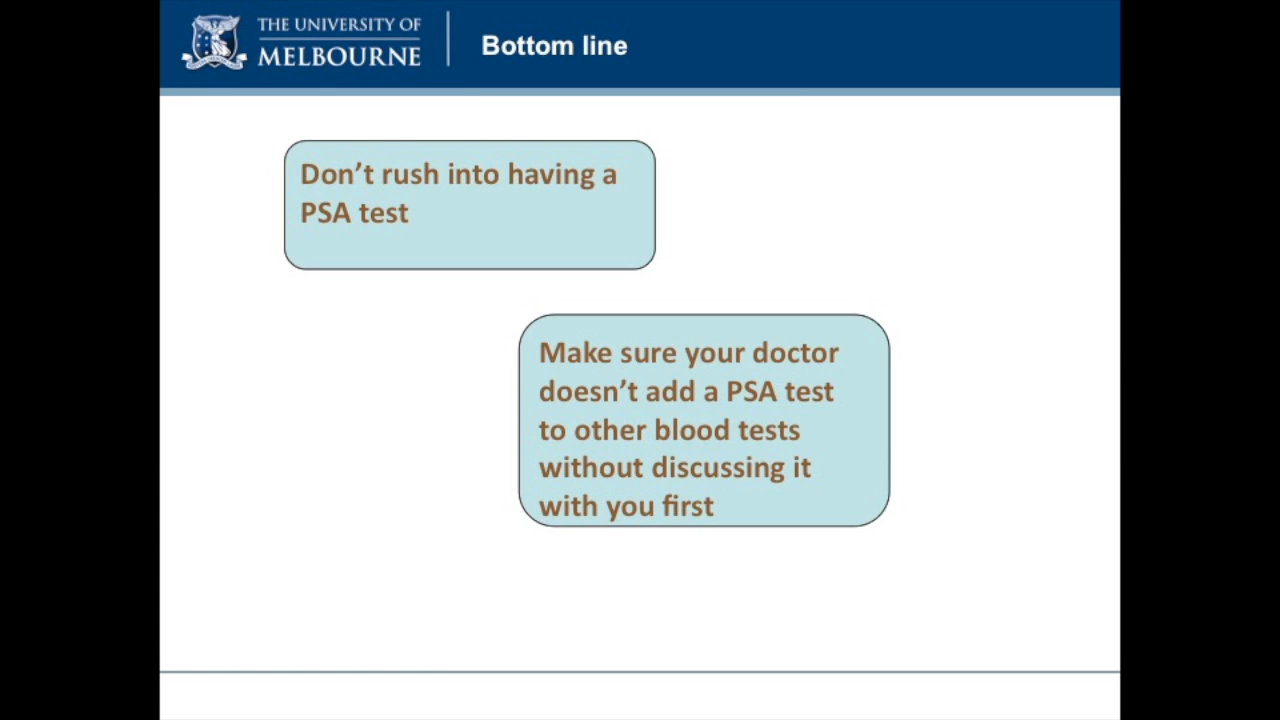 THE UNIVERSITY OF
MELBOURNE
Bottom line
Don’t rush into having a
PSA test
Make sure your doctor
doesn’t add a PSA test
to other blood tests
without discussing it
with you first